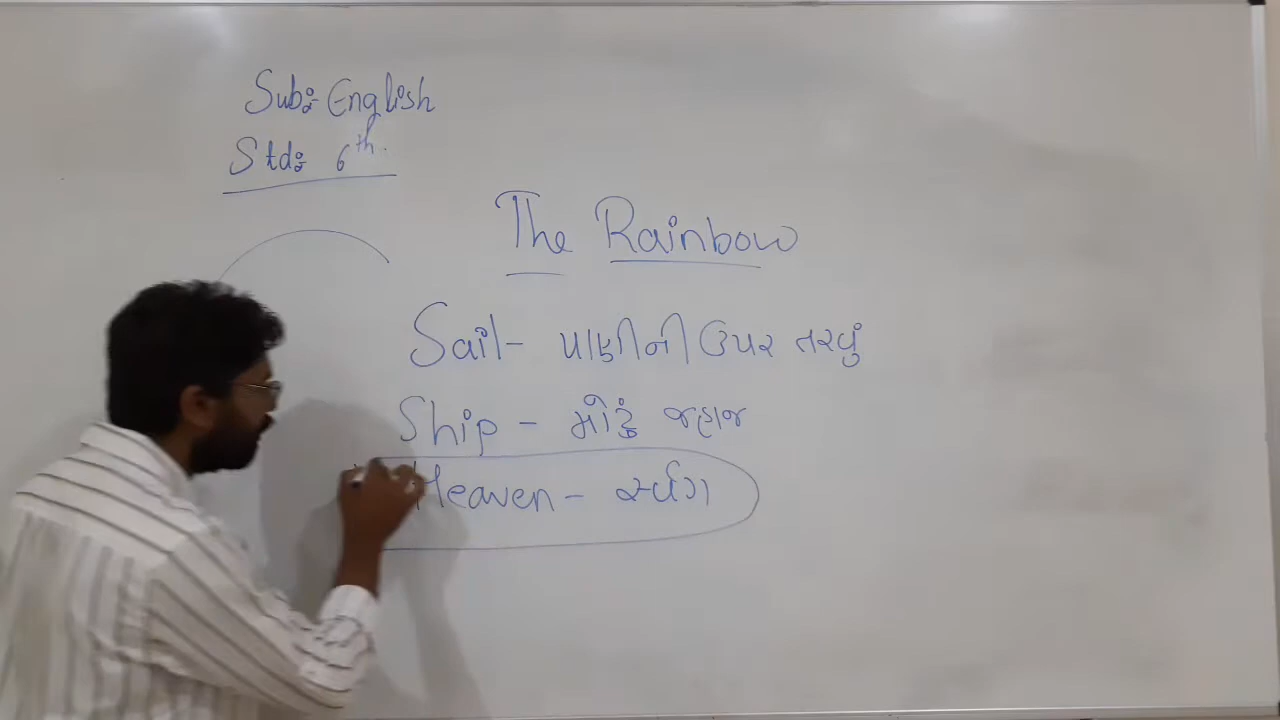 Sub:- English
Std:- 6th.
The Rainbow
Sail - પાણીની ઉપર તરવું
Ship - મોટું જહાજ
Heaven - સ્વર્ગ